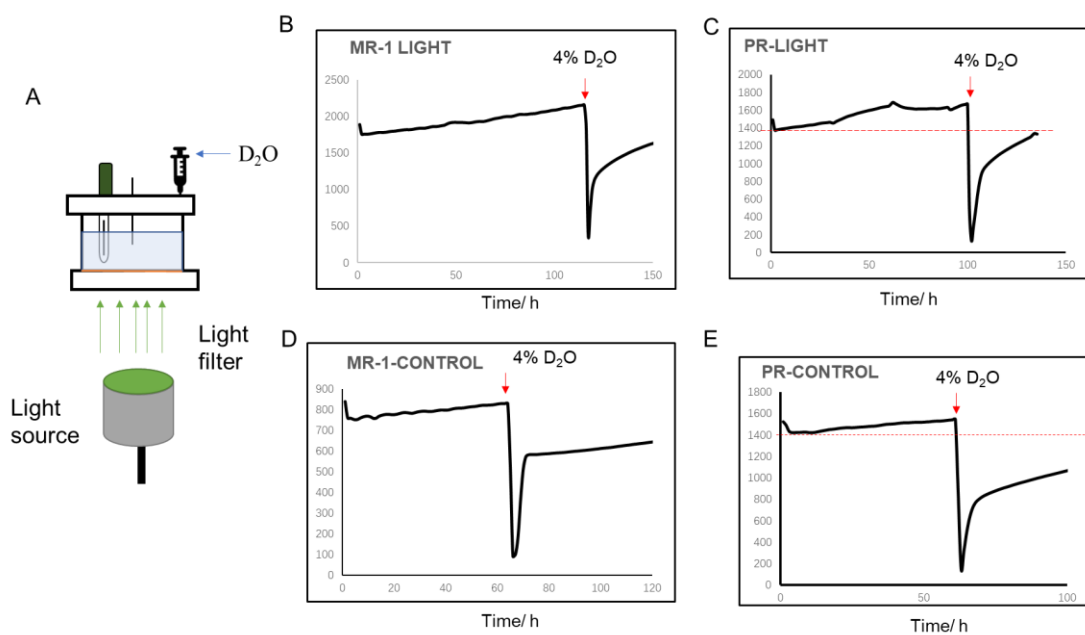 A
D₂O
Light
filter
Light
source
B
MR-1 LIGHT
4% D₂O
2500
2000
1500
1000
500
0
0 50 100 150
Time/ h
C
PR-LIGHT
4% D₂O
2000
1800
1600
1400
1200
1000
800
600
400
200
0
0 50 100 150
Time/ h
D
MR-1-CONTROL
4% D₂O
900
800
700
600
500
400
300
200
100
0
0 20 40 60 80 100 120
Time/ h
E
PR-CONTROL
4% D₂O
1800
1600
1400
1200
1000
800
600
400
200
0
0 50 100
Time/ h